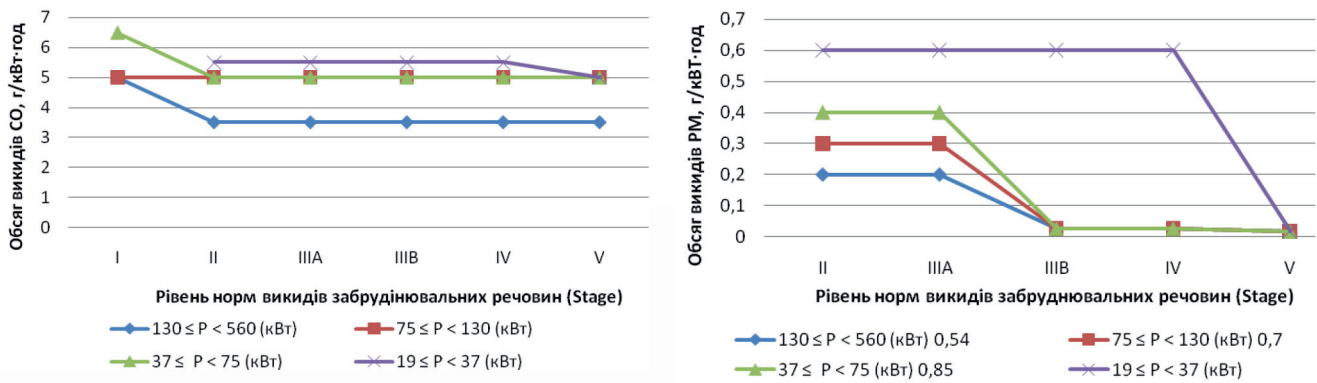 Обсяг викидів СО, г/кВт·год
7
6
5
4
3
2
1
0
I
II
IIIA
IIIB
IV
V
Рівень норм викидів забрудінювальних речовин (Stage)
130 ≤ P < 560 (кВт)
75 ≤ P < 130 (кВт)
37 ≤ P < 75 (кВт)
19 ≤ P < 37 (кВт)
Обсяг викидів РМ, г/кВт·год
0,7
0,6
0,5
0,4
0,3
0,2
0,1
0
II
IIIA
IIIB
IV
V
Рівень норм викидів забруднювальних речовин (Stage)
130 ≤ P < 560 (кВт) 0,54
75 ≤ P < 130 (кВт) 0,7
37 ≤ P < 75 (кВт) 0,85
19 ≤ P < 37 (кВт)